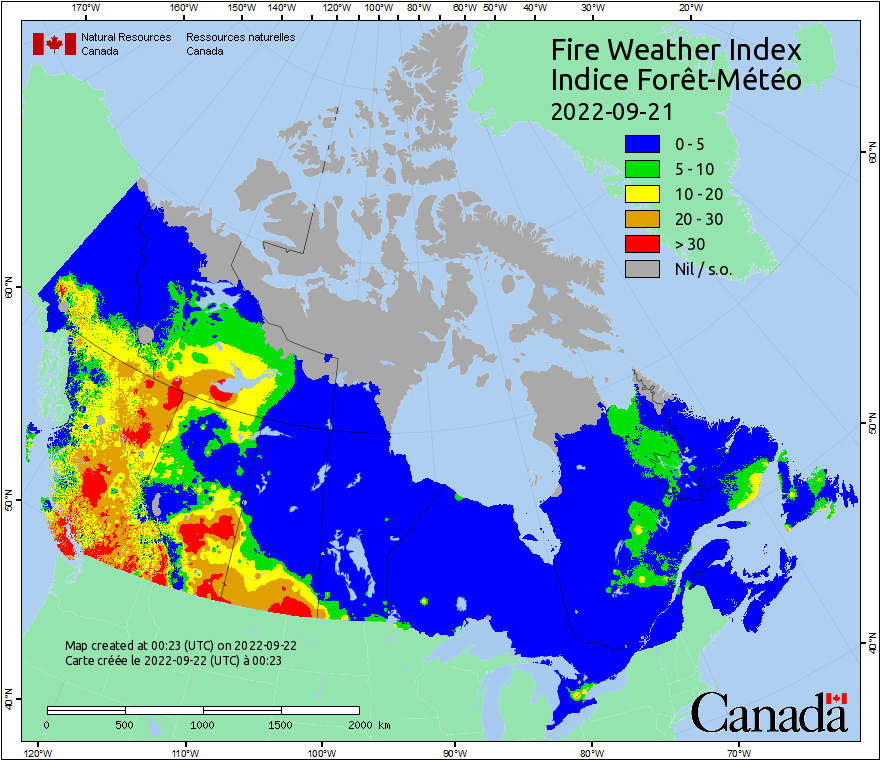 170°W 160°W 150°W 140°W 130°W 120°W 110°W 100°W 90°W 80°W 70°W 60°W 50°W 40°W 30°W 20°W
Natural Resources Canada
Ressources naturelles Canada
Fire Weather Index
Indice Forêt-Météo
2022-09-21
0 - 5
5 - 10
10 - 20
20 - 30
> 30
Nil / s.o.
60°N
60°N
50°N
50°N
40°N
40°N
Map created at 00:23 (UTC) on 2022-09-22
Carte créée le 2022-09-22 (UTC) à 00:23
0 500 1000 1500 2000 km
Canada
120°W 110°W 100°W 90°W 80°W 70°W